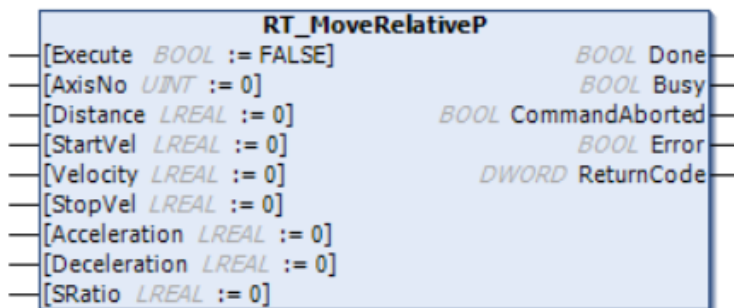 RT_MoveRelativeP
[Execute BOOL := FALSE] BOOL Done
[AxisNo UINT := 0] BOOL Busy
[Distance LREAL := 0] BOOL CommandAborted
[StartVel LREAL := 0] BOOL Error
[Velocity LREAL := 0] DWORD ReturnCode
[StopVel LREAL := 0]
[Acceleration LREAL := 0]
[Deceleration LREAL := 0]
[SRatio LREAL := 0]